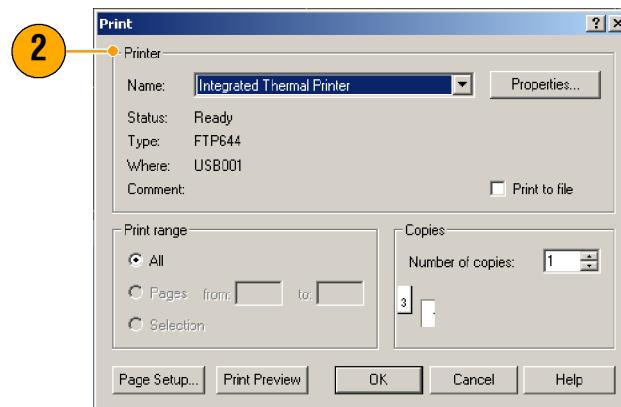 2
Print
Printer
Name: Integrated Thermal Printer Properties...
Status: Ready
Type: FTP644
Where: USB001
Comment: Print to file
Print range
All
Pages from: to:
Selection
Copies
Number of copies: 1
3
Page Setup... Print Preview OK Cancel Help